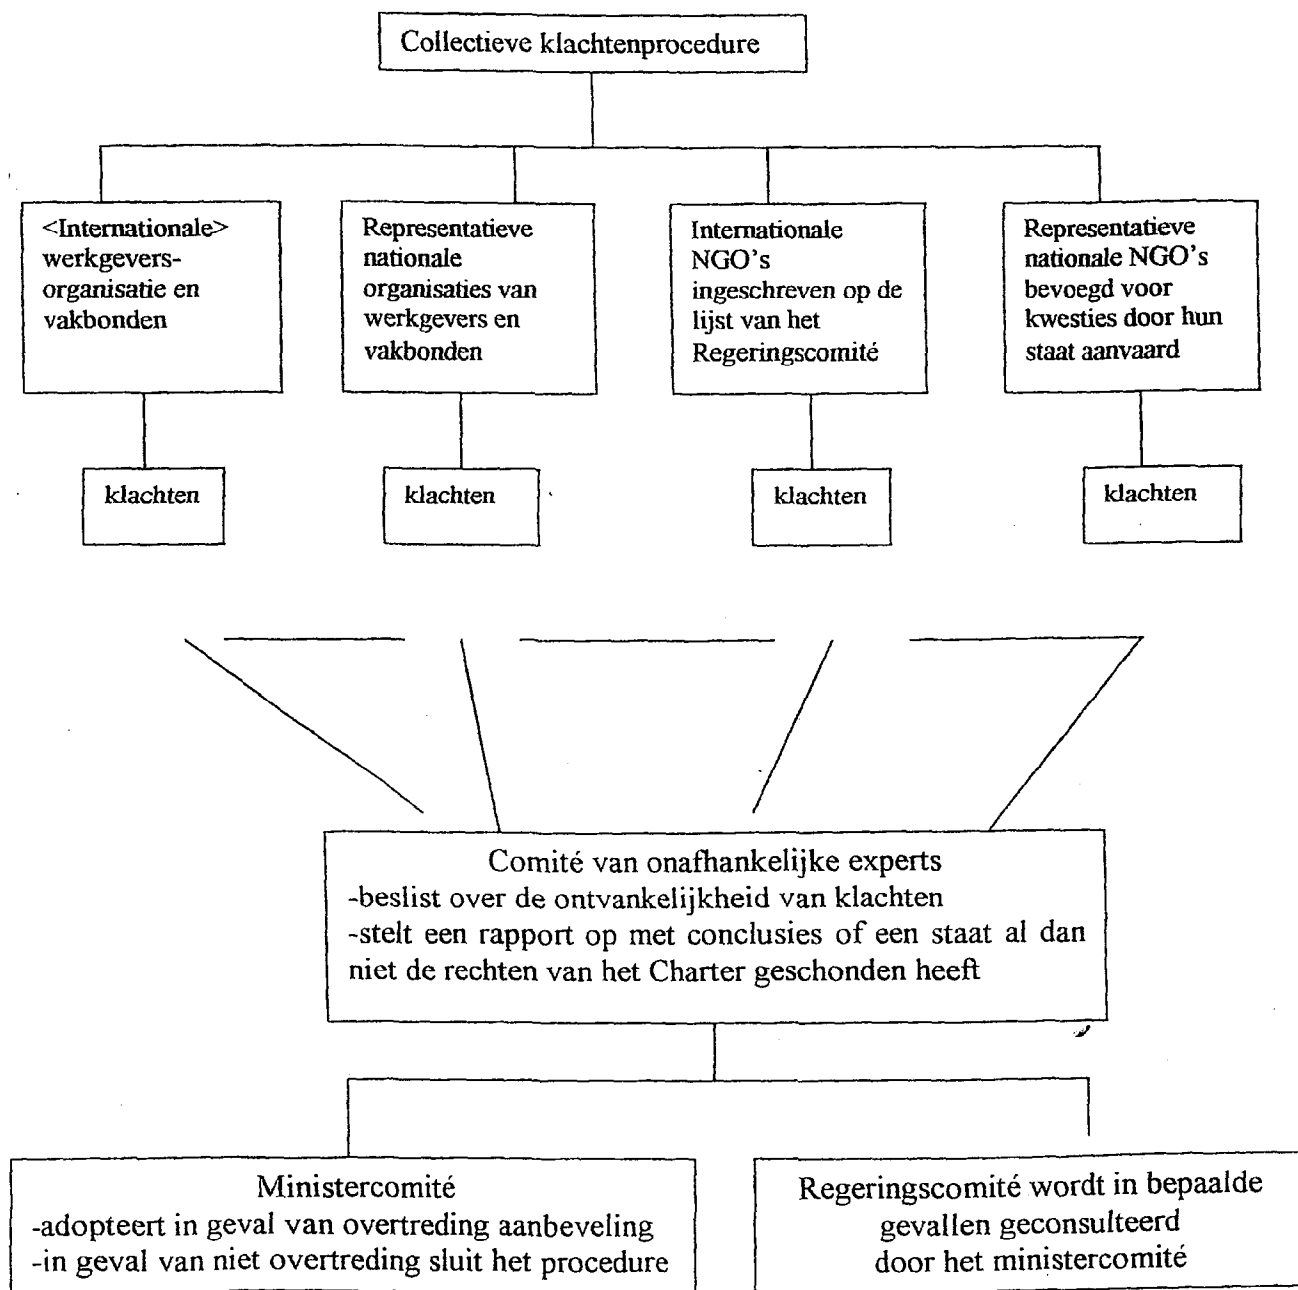 Collectieve klachtenprocedure
<Internationale>
werkgevers-
organisatie en
vakbonden
Representatieve
nationale
organisaties van
werkgevers en
vakbonden
Internationale
NGO's
ingeschreven op de
lijst van het
Regeringscomité
Representatieve
nationale NGO's
bevoegd voor
kwesties door hun
staat aanvaard
klachten
klachten
klachten
klachten
Comité van onafhankelijke experts
-beslist over de ontvankelijkheid van klachten
-stelt een rapport op met conclusies of een staat al dan
niet de rechten van het Charter geschonden heeft
Ministercomité
-adopteert in geval van overtreding aanbeveling
-in geval van niet overtreding sluit het procedure
Regeringscomité wordt in bepaalde
gevallen geconsulteerd
door het ministercomité